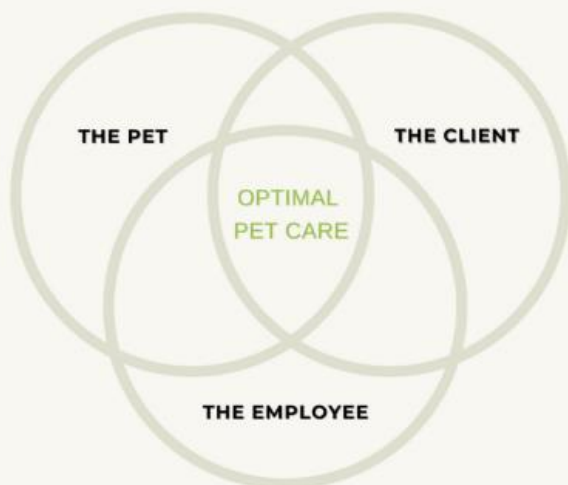 THE PET
THE CLIENT
OPTIMAL
PET CARE
THE EMPLOYEE